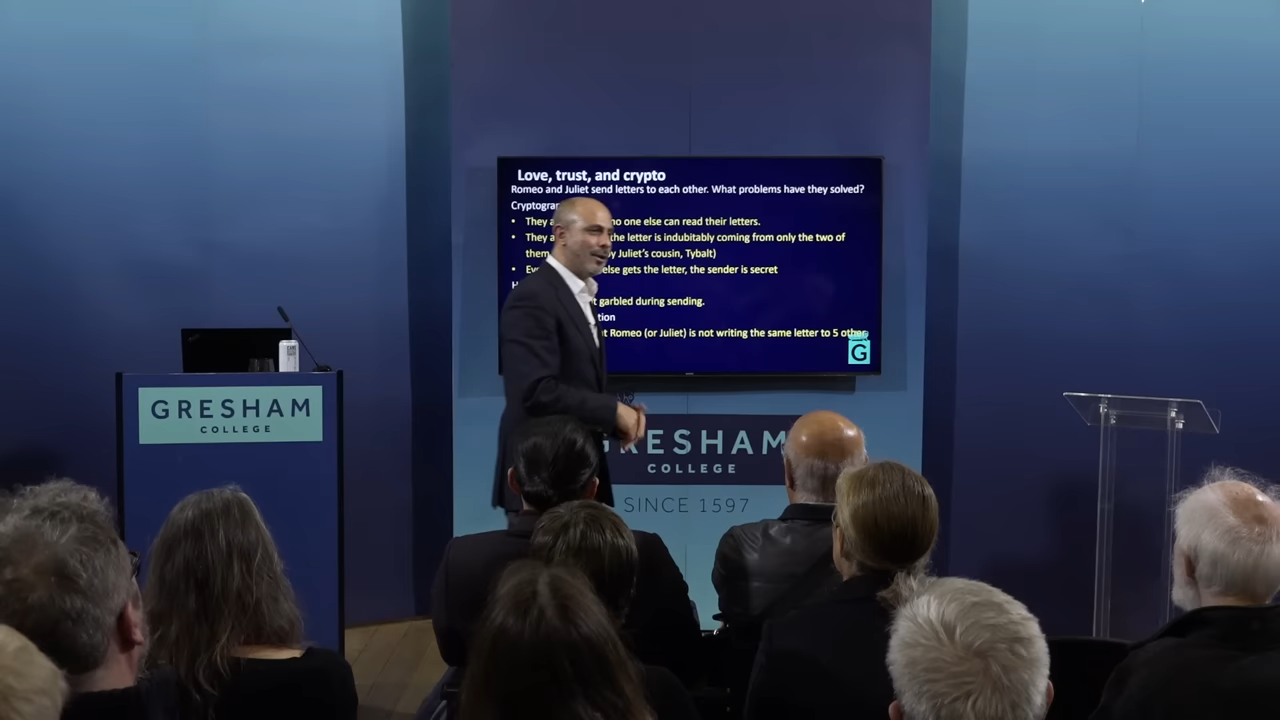 Love, trust, and crypto
Romeo and Juliet send letters to each other. What problems have they solved?
• They no one else can read their letters.
• They the letter is indubitably coming from only the two of
them Juliet's cousin, Tybalt)
• else gets the letter, the sender is secret
garbled during sending.
Romeo (or Juliet) is not writing the same letter to 5 other
G
GRESHAM
COLLEGE
GRESHAM
COLLEGE
SINCE 1597